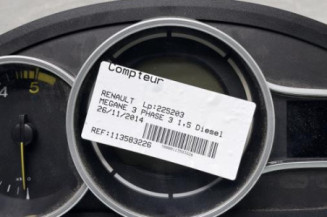 Compteur
RENAULT Lp:225203
MEGANE 3 PHASE 3 1,5 Diesel
26/11/2014
REF:113583226
4
5